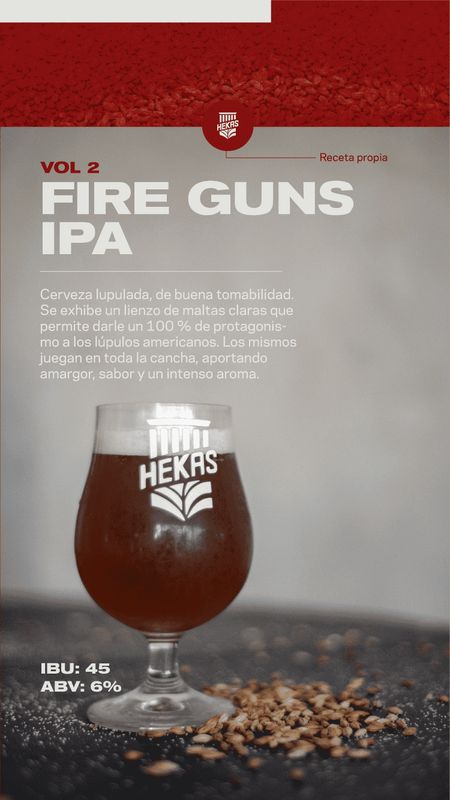 HEKAS
Receta propia
VOL 2
FIRE GUNS
IPA
Cerveza lupulada, de buena tomabilidad.
Se exhibe un lienzo de maltas claras que
permite darle un 100 % de protagonis-
mo a los lúpulos americanos. Los mismos
juegan en toda la cancha, aportando
amargor, sabor y un intenso aroma.
HEKAS
IBU: 45
ABV: 6%